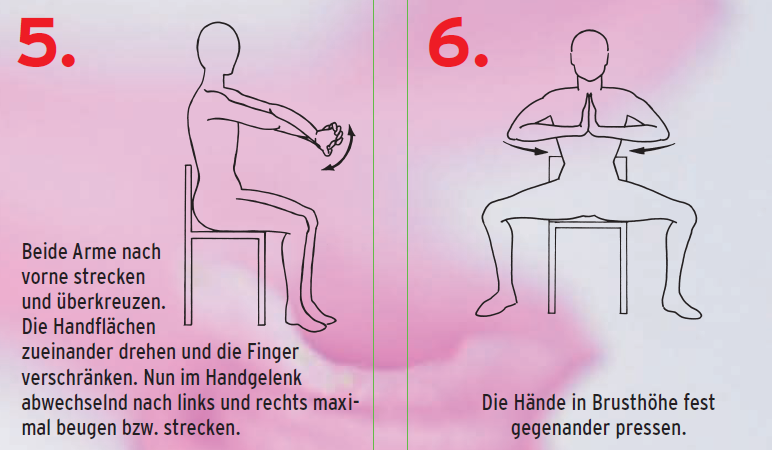 5.
Beide Arme nach
vorne strecken
und überkreuzen.
Die Handflächen
zueinander drehen und die Finger
verschränken. Nun im Handgelenk
abwechselnd nach links und rechts maxi-
mal beugen bzw. strecken.
6.
Die Hände in Brusthöhe fest
gegenander pressen.